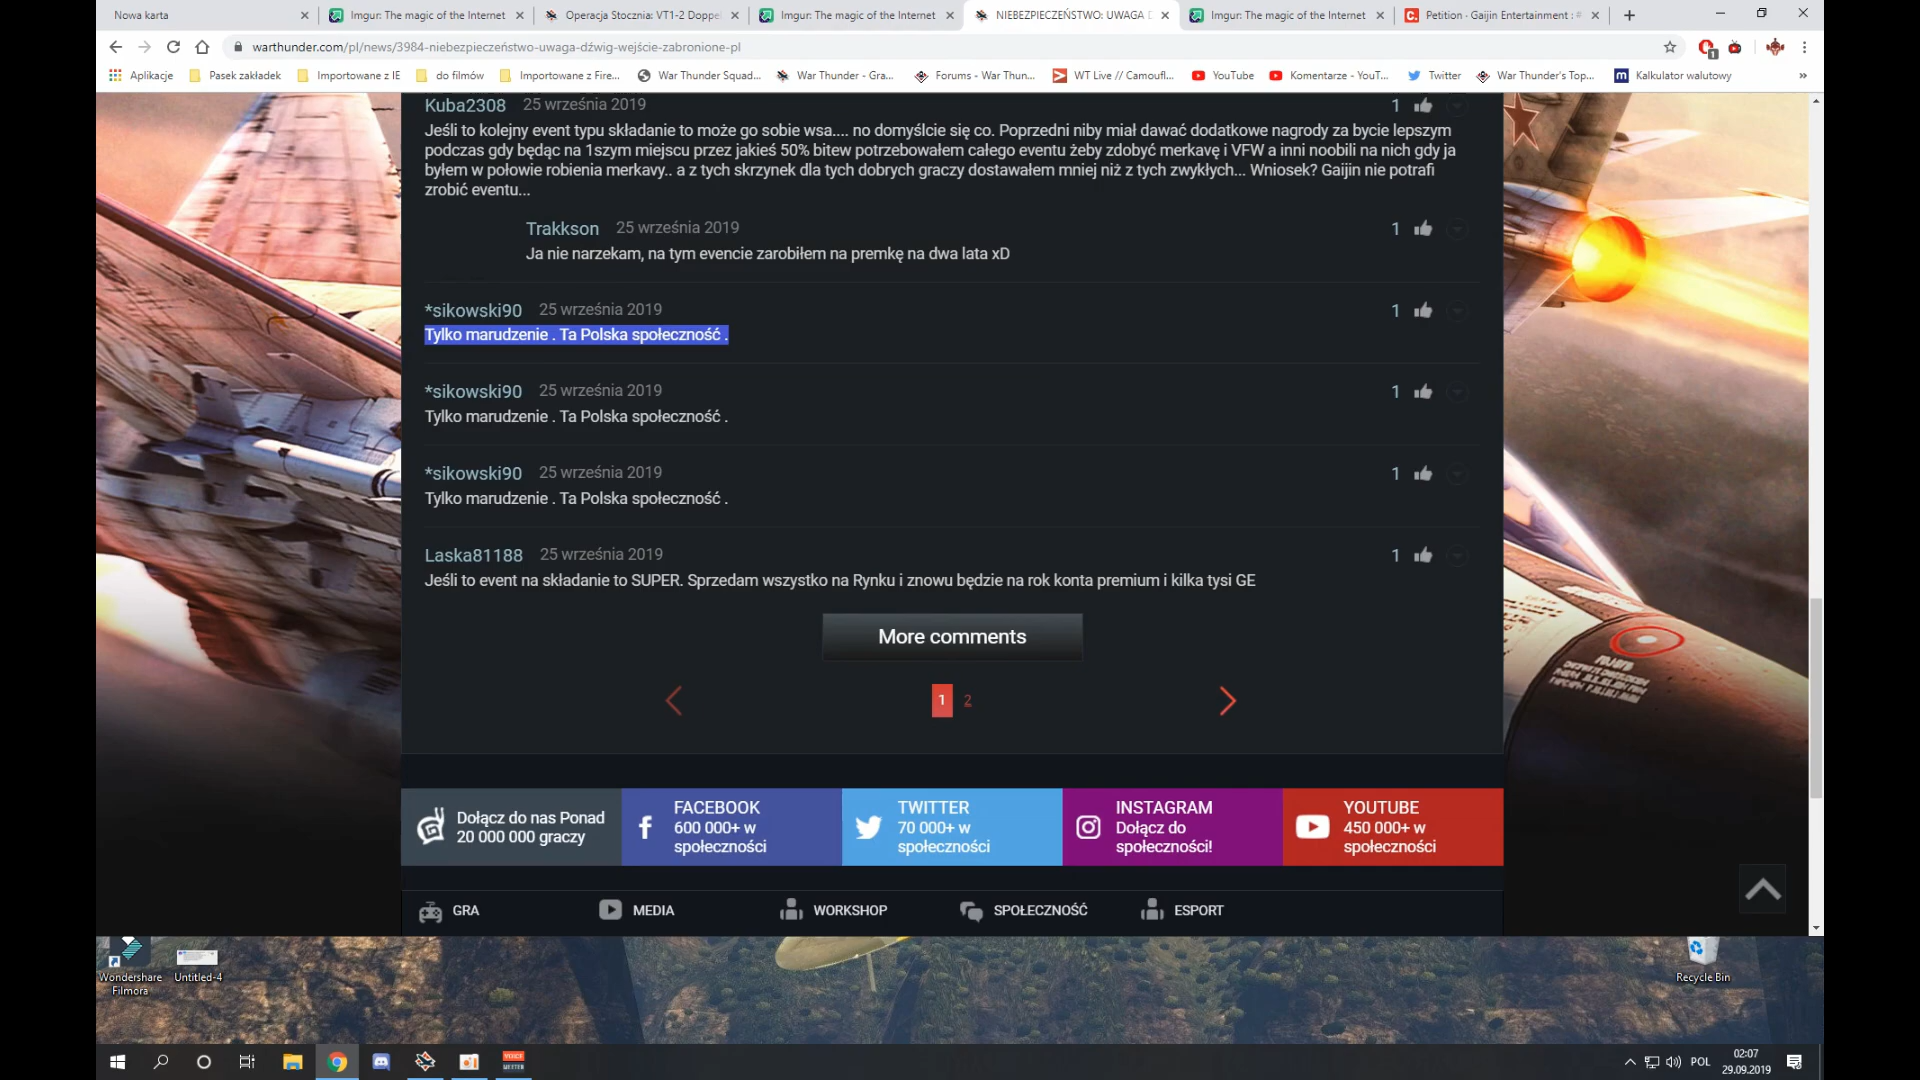 Nowa karta
Imgur: The magic of the Internet
Operacja Stocznia: VT1-2 Doppel
Imgur: The magic of the Internet
NIEBEZPIECZEŃSTWO: UWAGA D
Imgur: The magic of the Internet
Petition · Gaijin Entertainment : #
warthunder.com/pl/news/3984-niebezpieczeństwo-uwaga-dźwig-wejście-zabronione-pl
1
Aplikacje
Pasek zakładek
Importowane z IE
do filmów
Importowane z Fire...
War Thunder Squad...
War Thunder - Gra...
Forums - War Thun...
WT Live // Camoufl...
YouTube
Komentarze - YouT...
Twitter
War Thunder's Top...
Kalkulator walutowy
»
Kuba2308 25 września 2019 1
Jeśli to kolejny event typu składanie to może go sobie wsa.... no domyślcie się co. Poprzedni niby miał dawać dodatkowe nagrody za bycie lepszym
podczas gdy będąc na 1szym miejscu przez jakieś 50% bitew potrzebowałem całego eventu żeby zdobyć merkavę i VFW a inni noobili na nich gdy ja
byłem w połowie robienia merkavy.. a z tych skrzynek dla tych dobrych graczy dostawałem mniej niż z tych zwykłych... Wniosek? Gaijin nie potrafi
zrobić eventu...
Trakkson 25 września 2019 1
Ja nie narzekam, na tym evencie zarobiłem na premkę na dwa lata xD
*sikowski90 25 września 2019 1
Tylko marudzenie . Ta Polska społeczność .
*sikowski90 25 września 2019 1
Tylko marudzenie . Ta Polska społeczność .
*sikowski90 25 września 2019 1
Tylko marudzenie . Ta Polska społeczność .
Laska81188 25 września 2019 1
Jeśli to event na składanie to SUPER. Sprzedam wszystko na Rynku i znowu będzie na rok konta premium i kilka tysi GE
More comments
1 2
Dołącz do nas Ponad
20 000 000 graczy
FACEBOOK
600 000+ w
społeczności
TWITTER
70 000+ w
społeczności
INSTAGRAM
Dołącz do
społeczności!
YOUTUBE
450 000+ w
społeczności
GRA
MEDIA
WORKSHOP
SPOŁECZNOŚĆ
ESPORT
Wondershare
Filmora
Untitled-4
Recycle Bin
POL
02:07
29.09.2019